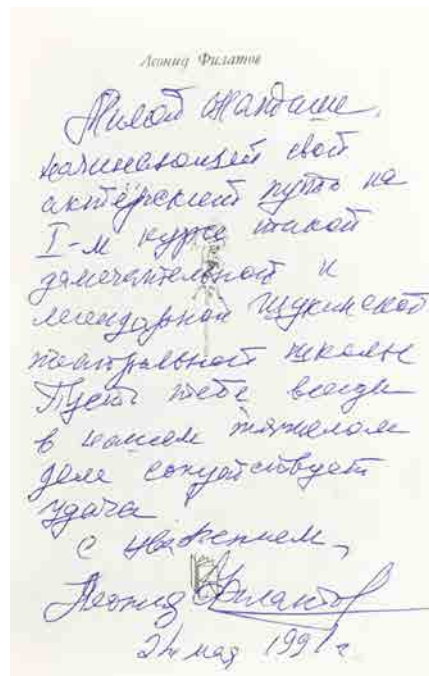 Леонид Филатов
Милой Наташе,
начинающей свой
актёрский путь на
I-м курсе такой
замечательной и
легендарной Щукинской
театральной школы
Пусть тебе всегда
в нашем тяжелом
деле сопутствует
удача
С уважением,
Леонид Филатов
24 мая 1991 г.